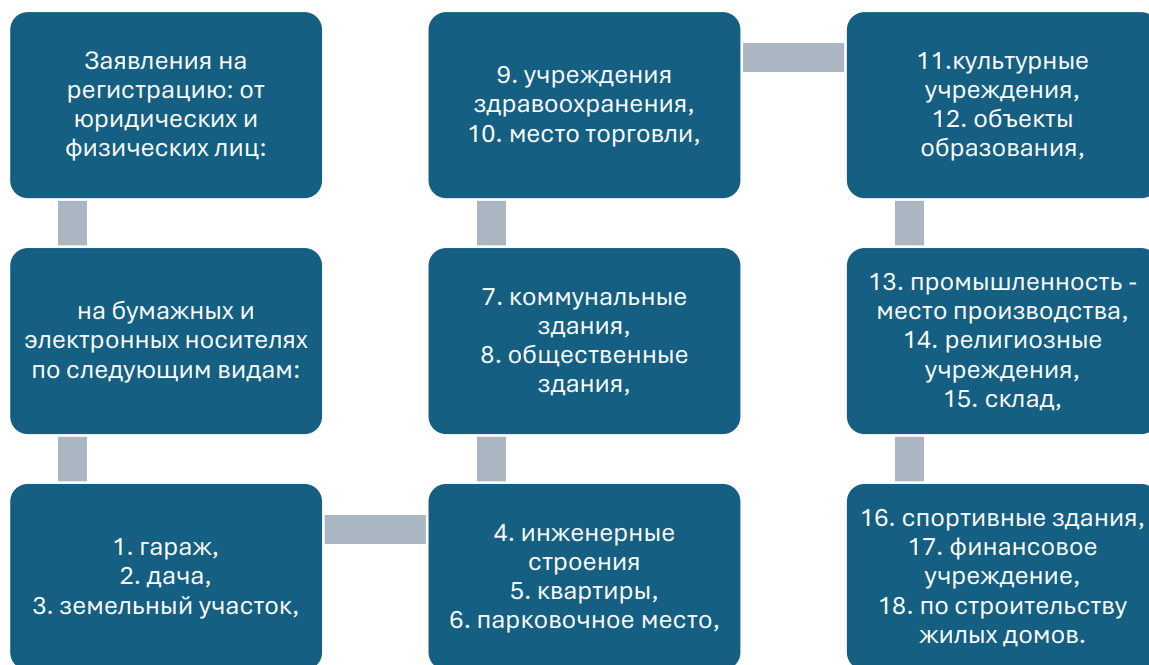 Заявления на
регистрацию: от
юридических и
физических лиц:
на бумажных и
электронных носителях
по следующим видам:
1. гараж,
2. дача,
3. земельный участок,
4. инженерные
строения
5. квартиры,
6. парковочное место,
7. коммунальные
здания,
8. общественные
здания,
9. учреждения
здравоохранения,
10. место торговли,
11.культурные
учреждения,
12. объекты
образования,
13. промышленность -
место производства,
14. религиозные
учреждения,
15. склад,
16. спортивные здания,
17. финансовое
учреждение,
18. по строительству
жилых домов.